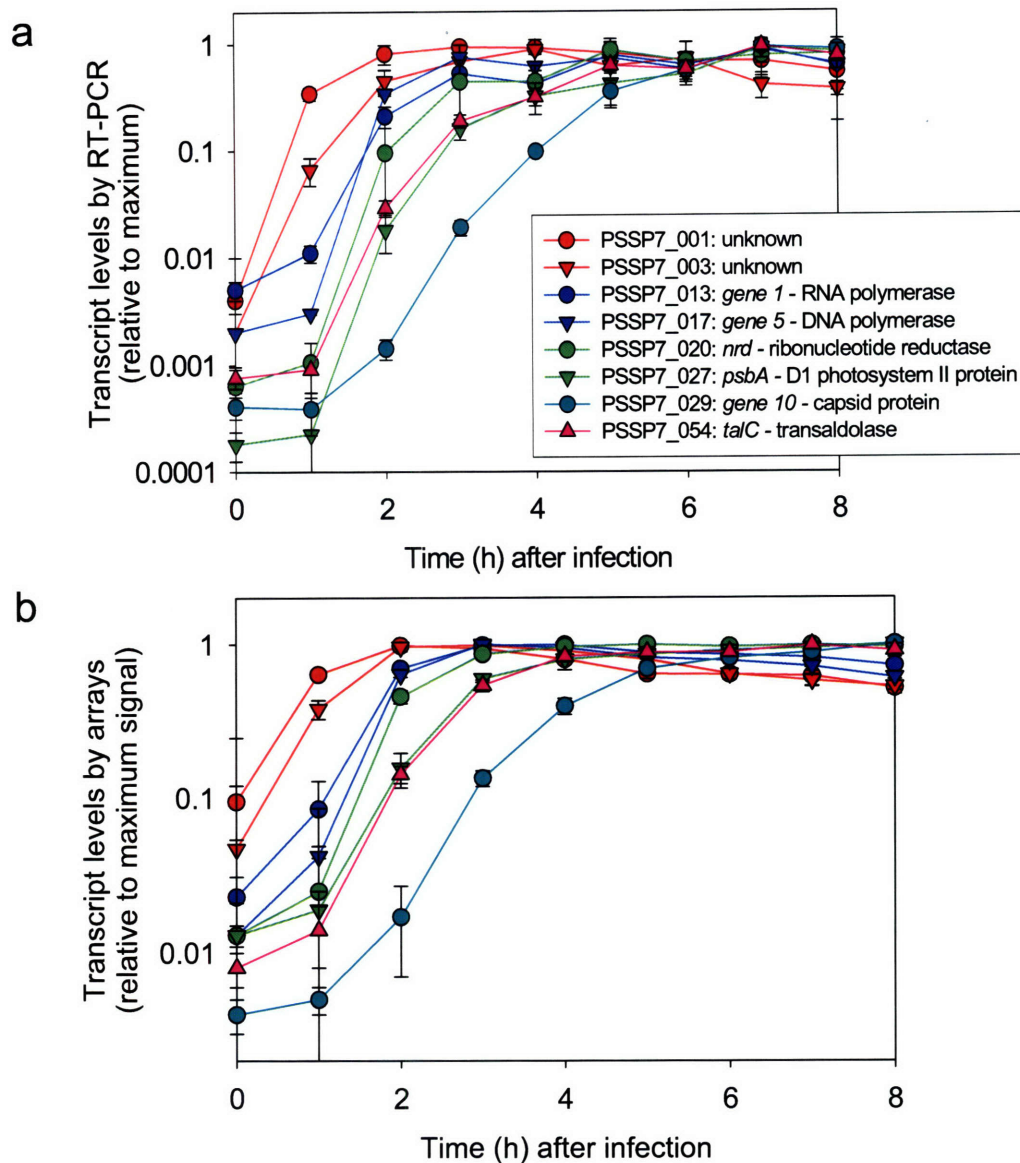 a
Transcript levels by RT-PCR
(relative to maximum)
1
0.1
0.01
0.001
0.0001
PSSP7_001: unknown
PSSP7_003: unknown
PSSP7_013: gene 1 - RNA polymerase
PSSP7_017: gene 5 - DNA polymerase
PSSP7_020: nrd - ribonucleotide reductase
PSSP7_027: psbA - D1 photosystem II protein
PSSP7_029: gene 10 - capsid protein
PSSP7_054: talC - transaldolase
0 2 4 6 8
Time (h) after infection
b
Transcript levels by arrays
(relative to maximum signal)
1
0.1
0.01
0 2 4 6 8
Time (h) after infection